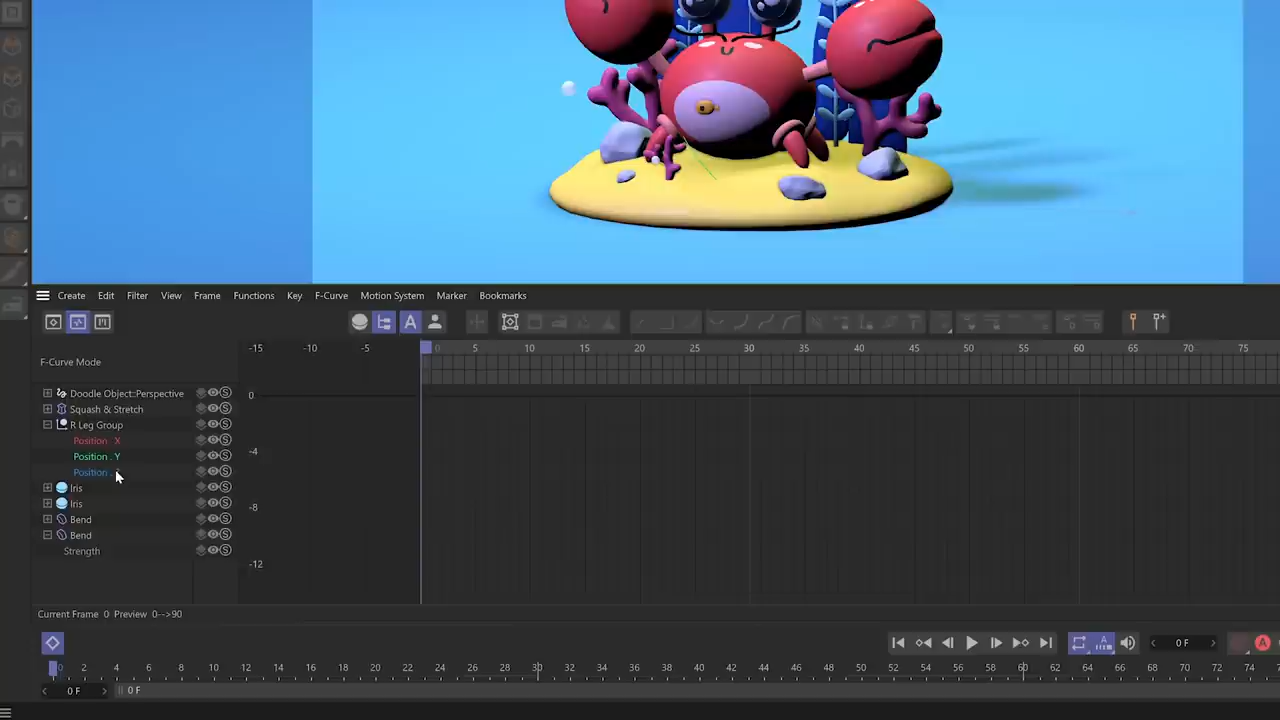 Create Edit Filter View Frame Functions Key F-Curve Motion System Marker Bookmarks
A
F-Curve Mode
-15 -10 -5 0 5 10 15 20 25 30 35 40 45 50 55 60 65 70 75
Doodle Object::Perspective S
Squash & Stretch S
R Leg Group S
Position . X S
Position . Y S
Position . S
Iris S
Iris S
Bend S
Bend S
Strength S
0
-4
-8
-12
Current Frame 0 Preview 0-->90
A 0 F A
0 2 4 6 8 10 12 14 16 18 20 22 24 26 28 30 32 34 36 38 40 42 44 46 48 50 52 54 56 58 60 62 64 66 68 70 72 74 76
0 F 0 F